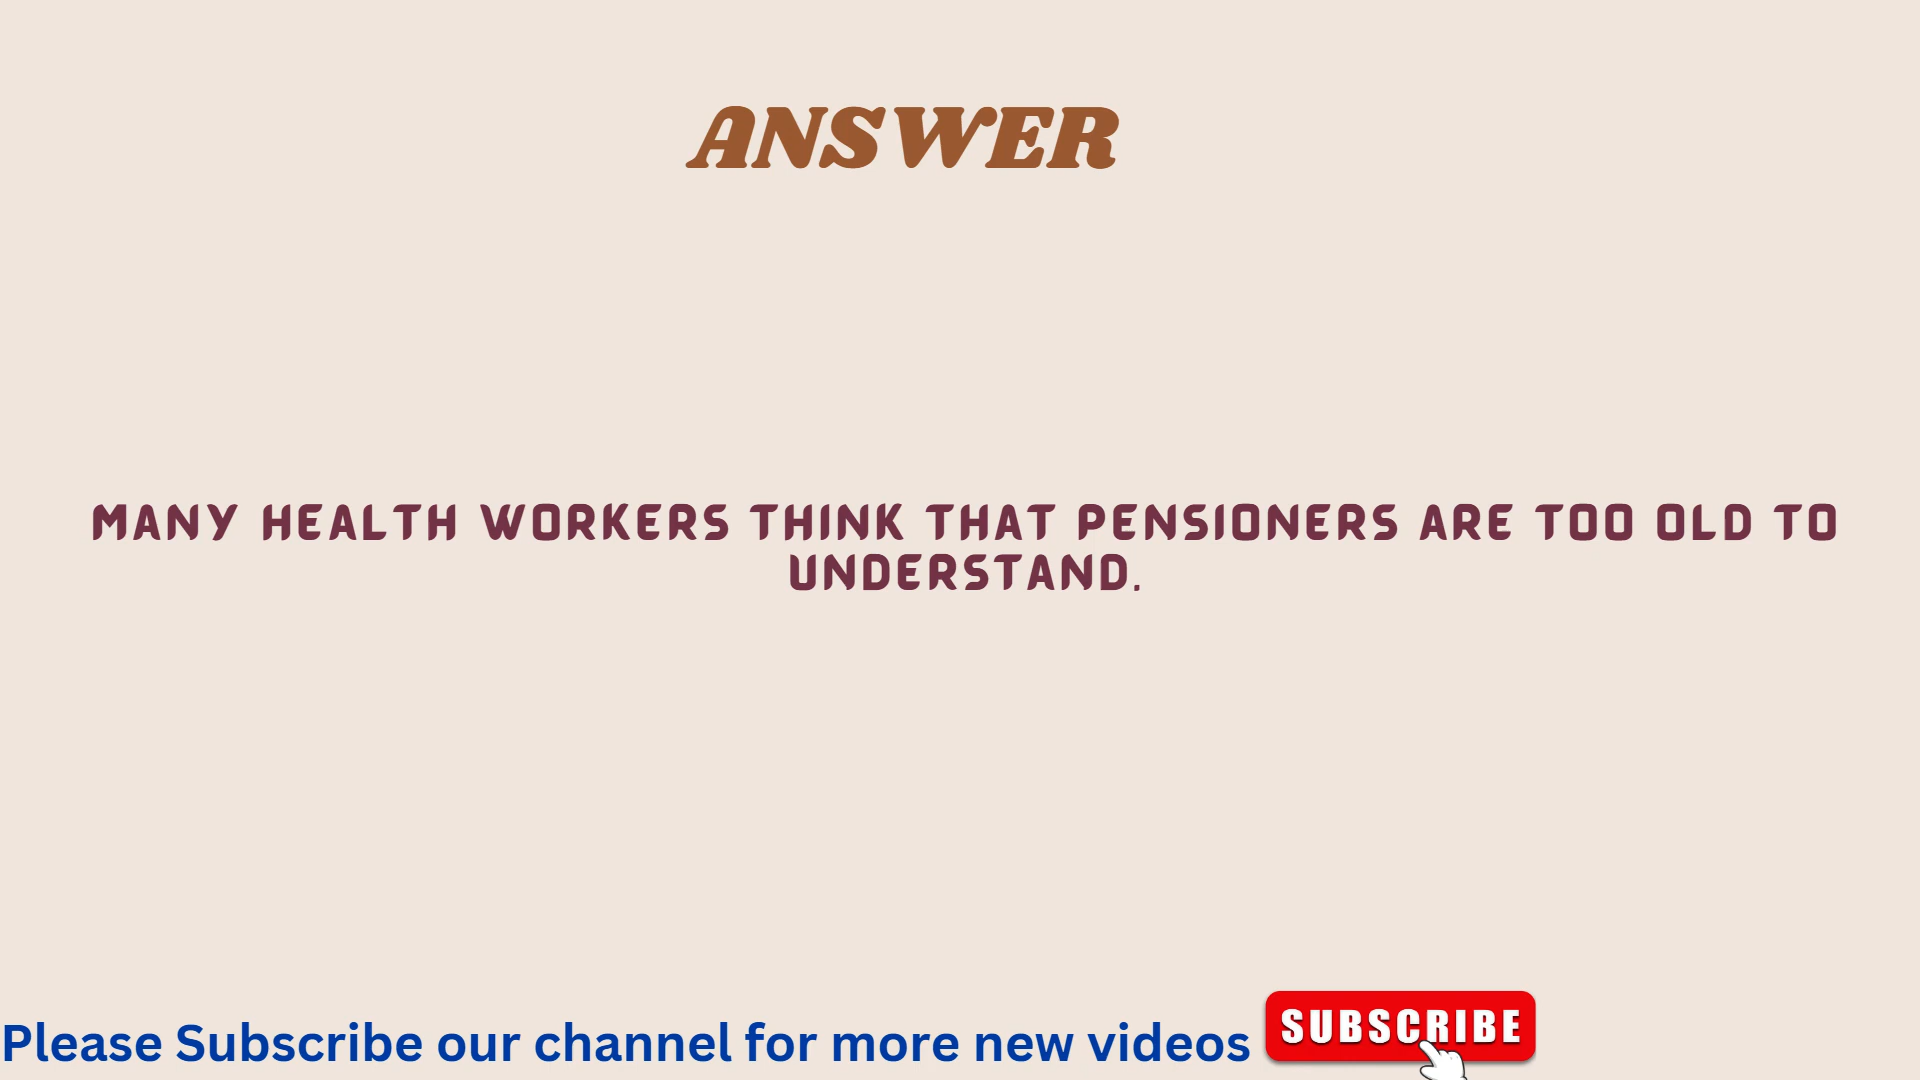 ANSWER
MANY HEALTH WORKERS THINK THAT PENSIONERS ARE TOO OLD TO
UNDERSTAND.
Please Subscribe our channel for more new videos
SUBSCRIBE